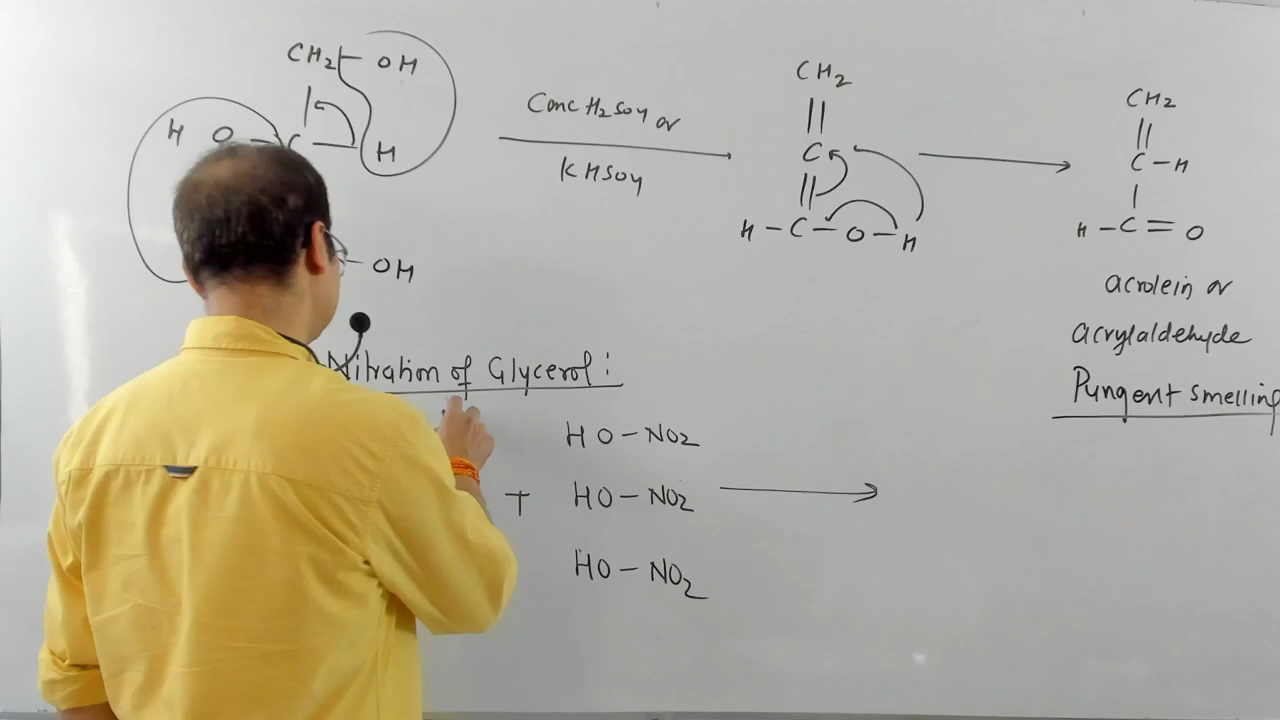 CH2 – OH
H O – C – H
– OH
Conc H2SO4 or
KHSO4
CH2
||
C
||
H – C – O – H
CH2
||
C – H
|
H – C = O
acrolein or
acrylaldehyde
Pungent smelling
Nitration of Glycerol :
HO – NO2
+ HO – NO2
HO – NO2